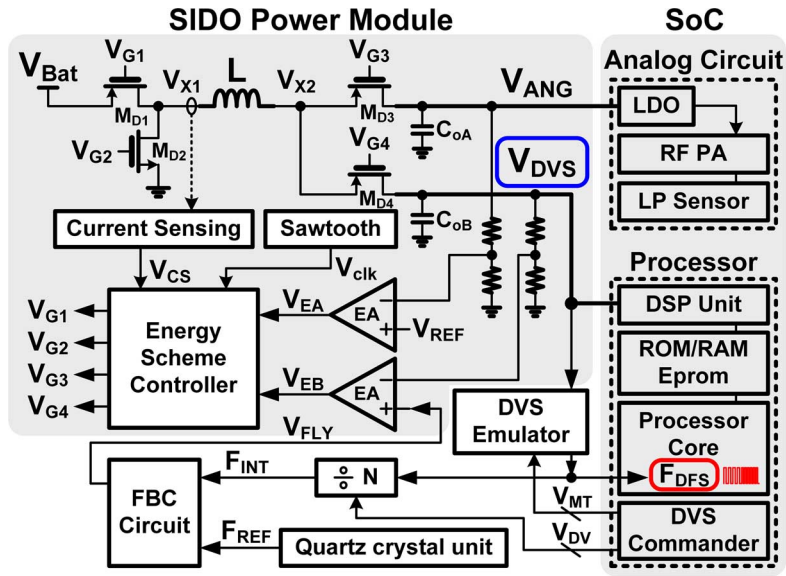 SIDO Power Module
SoC
V_Bat
V_G1
M_D1
V_G2
M_D2
V_X1
L
V_X2
V_G3
M_D3
V_G4
M_D4
C_oA
C_oB
V_ANG
V_DVS
Analog Circuit
LDO
RF PA
LP Sensor
Current Sensing
Sawtooth
V_CS
V_clk
V_G1
V_G2
V_G3
V_G4
Energy
Scheme
Controller
V_EA
EA
−
+
V_REF
V_EB
EA
−
+
V_FLY
Processor
DSP Unit
ROM/RAM
Eprom
Processor
Core
F_DFS
DVS
Commander
DVS
Emulator
V_MT
V_DV
FBC
Circuit
F_INT
÷ N
F_REF
Quartz crystal unit